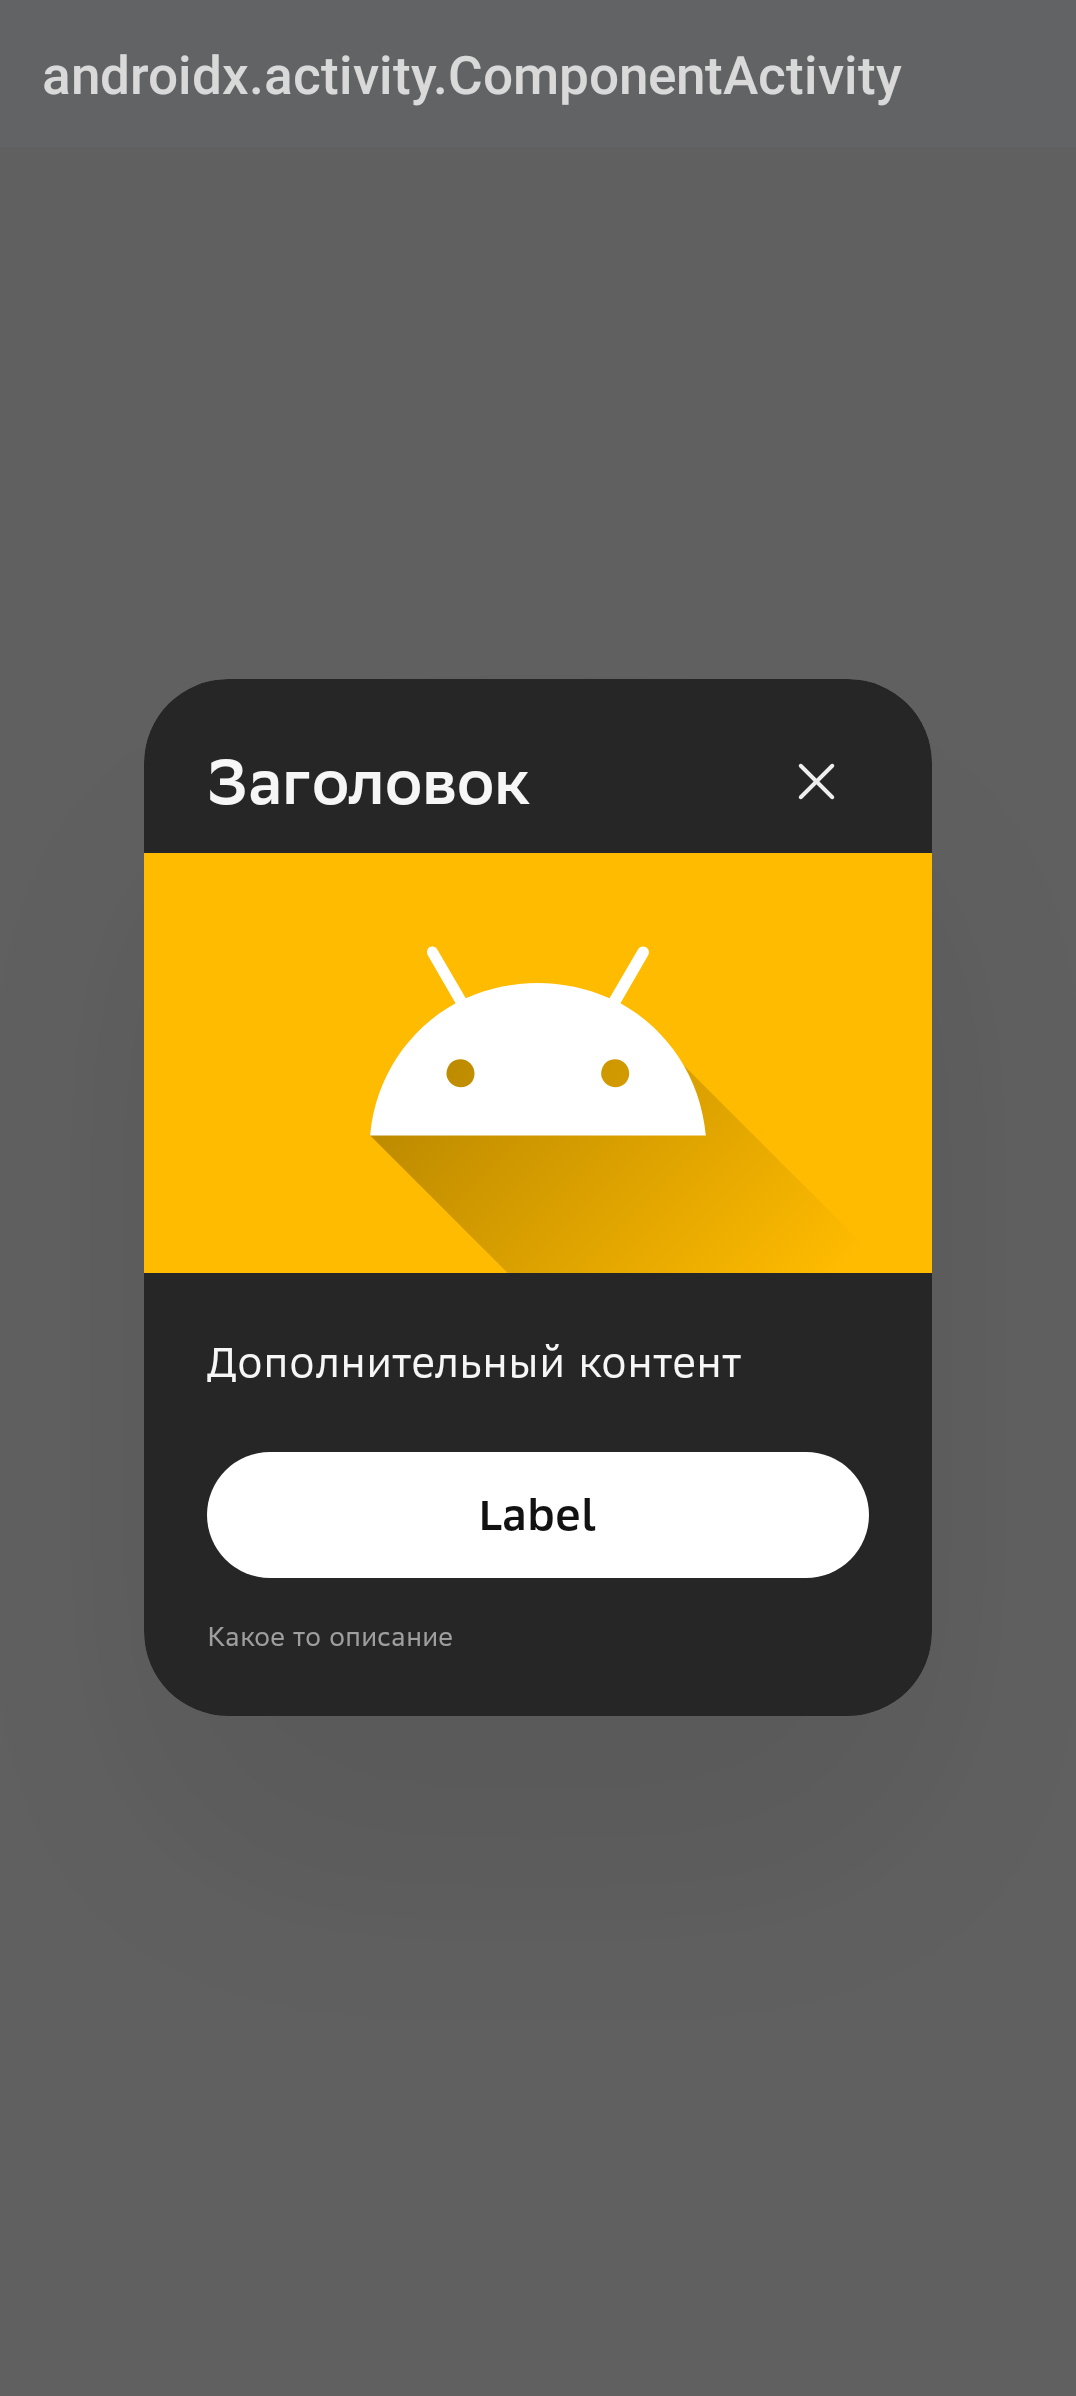 androidx.activity.ComponentActivity
Заголовок
Дополнительный контент
Label
Какое то описание